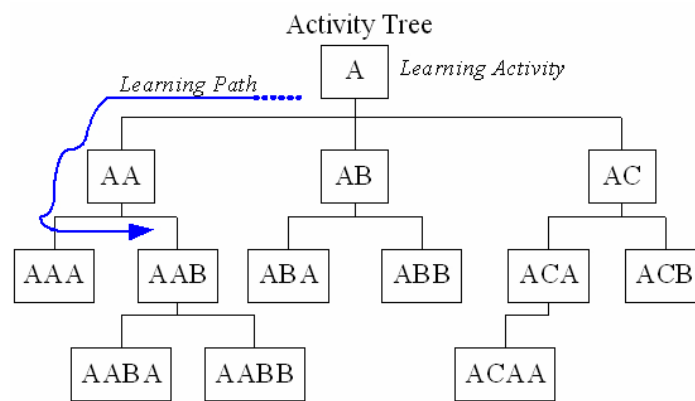 Activity Tree
A
Learning Activity
Learning Path
AA
AB
AC
AAA
AAB
ABA
ABB
ACA
ACB
AABA
AABB
ACAA